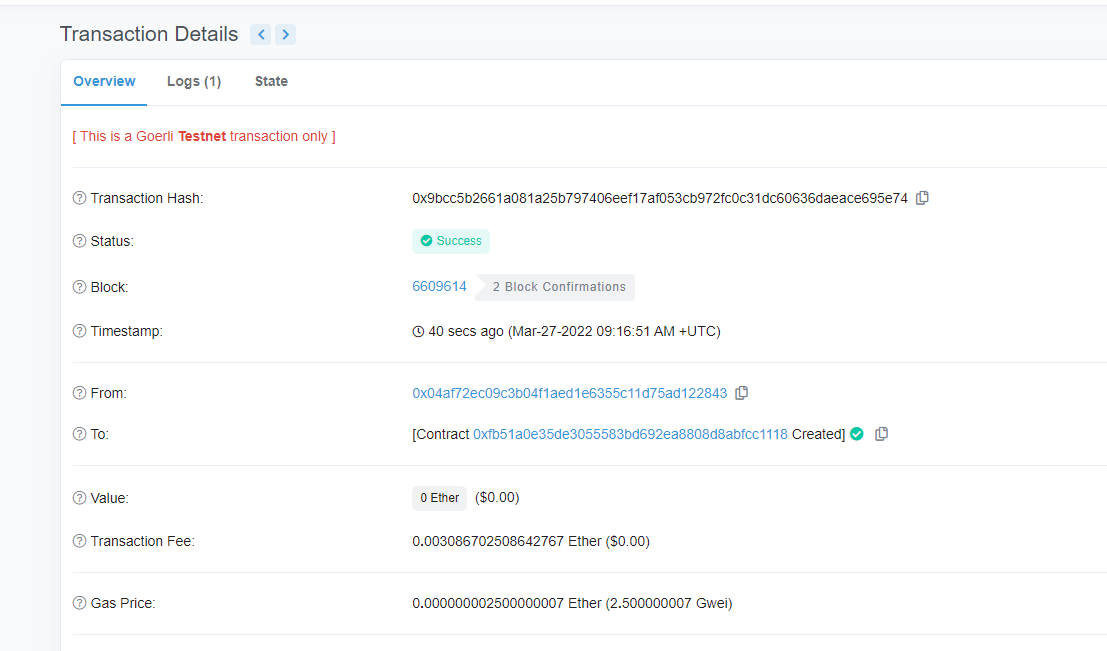 Transaction Details
Overview Logs (1) State
[ This is a Goerli Testnet transaction only ]
Transaction Hash: 0x9bcc5b2661a081a25b797406eef17af053cb972fc0c31dc60636daeace695e74
Status: Success
Block: 6609614 2 Block Confirmations
Timestamp: 40 secs ago (Mar-27-2022 09:16:51 AM +UTC)
From: 0x04af72ec09c3b04f1aed1e6355c11d75ad122843
To: [Contract 0xfb51a0e35de3055583bd692ea8808d8abfcc1118 Created]
Value: 0 Ether ($0.00)
Transaction Fee: 0.003086702508642767 Ether ($0.00)
Gas Price: 0.000000002500000007 Ether (2.500000007 Gwei)